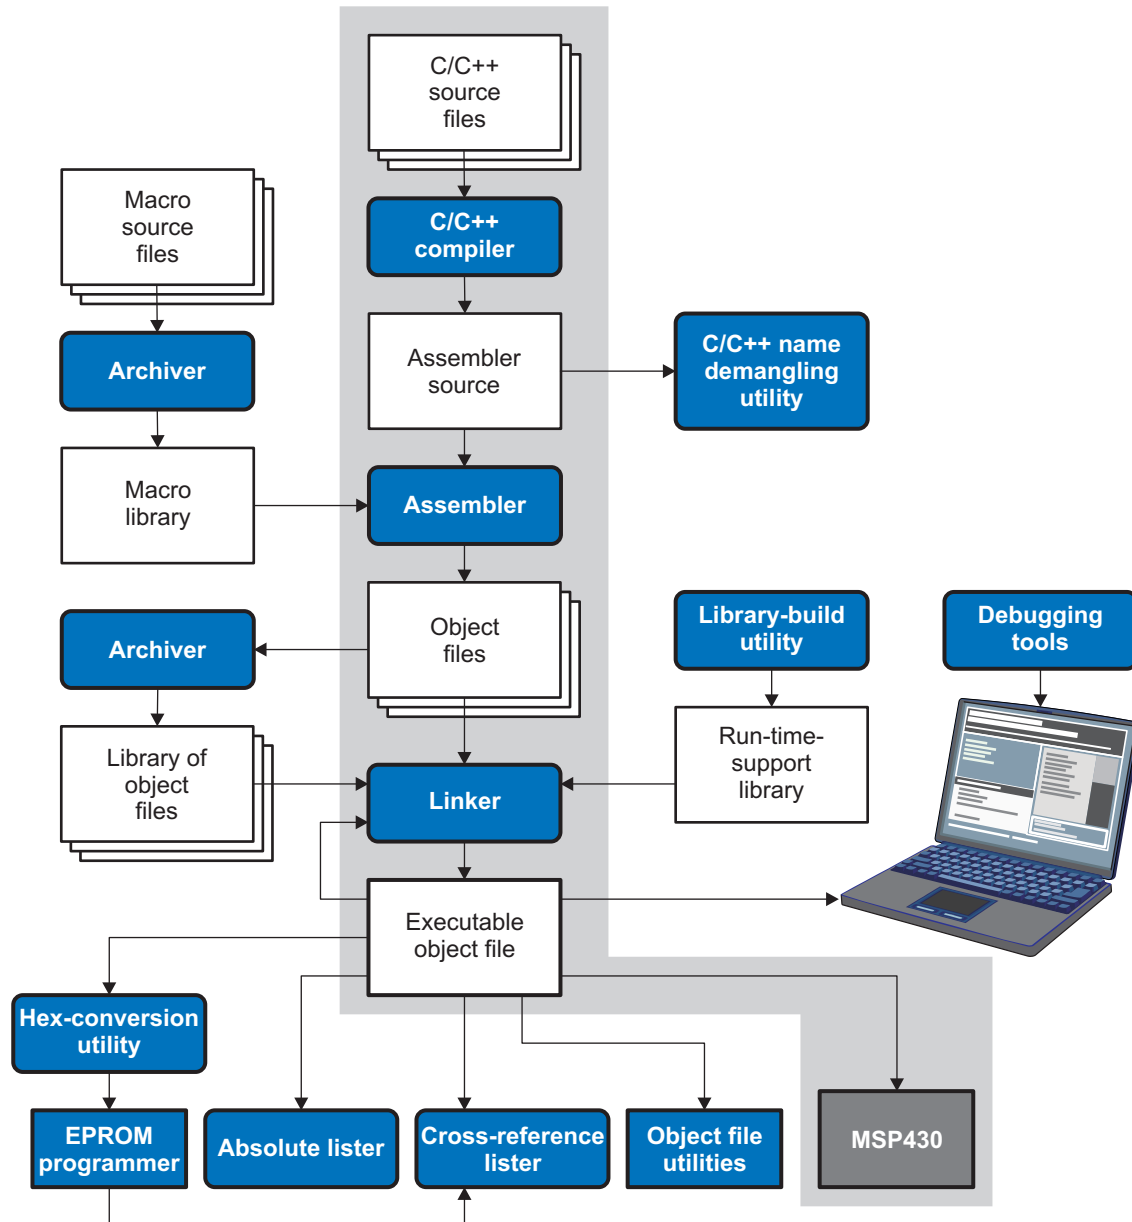 C/C++
source
files
Macro
source
files
C/C++
compiler
Archiver
Assembler
source
C/C++ name
demangling
utility
Macro
library
Assembler
Archiver
Object
files
Library-build
utility
Debugging
tools
Library of
object
files
Linker
Run-time-
support
library
Executable
object file
Hex-conversion
utility
EPROM
programmer
Absolute lister
Cross-reference
lister
Object file
utilities
MSP430